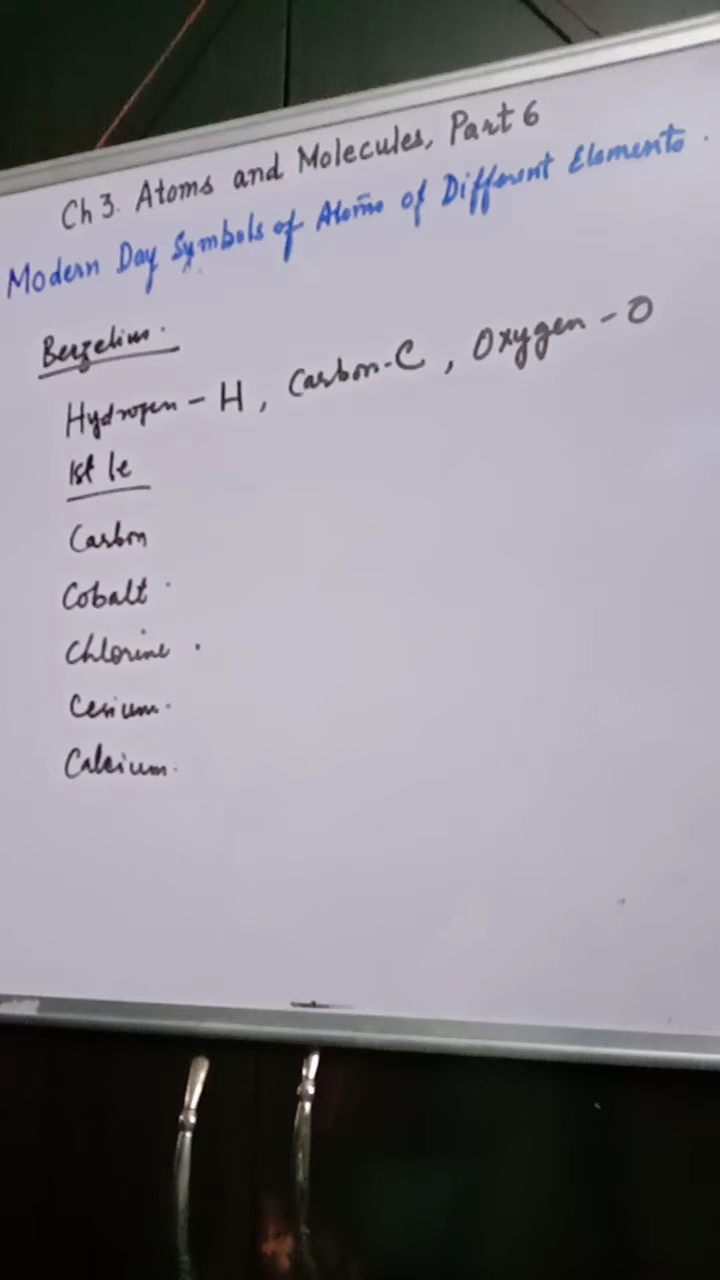 Ch 3. Atoms and Molecules, Part 6
Modern Day Symbols of Atoms of Different Elements.
Berzelius.
Hydrogen - H, Carbon - C, Oxygen - O
1st le
Carbon
Cobalt
Chlorine.
Cesium.
Calcium.